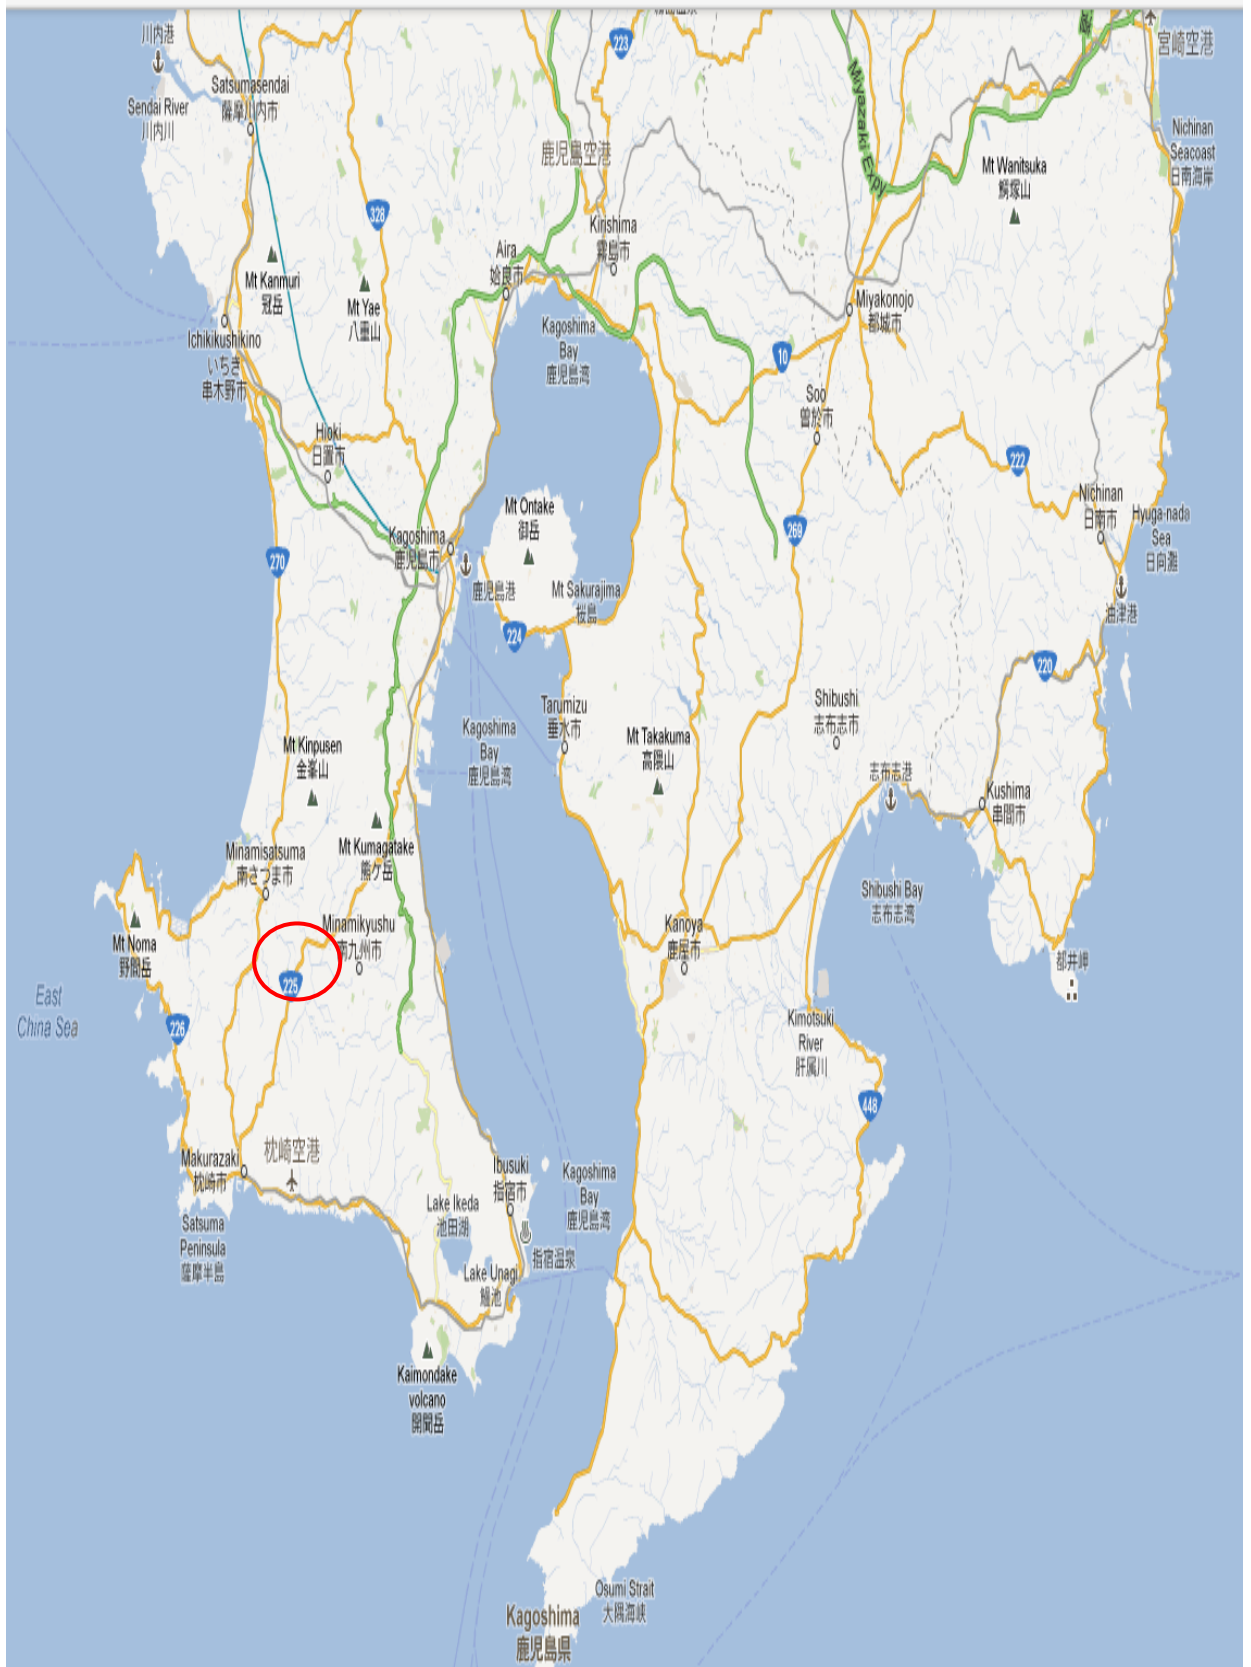 川内港
223
宮崎空港
Satsumasendai
薩摩川内市
Sendai River
川内川
Miyazaki Expy
Nichinan
Seacoast
日南海岸
鹿児島空港
Mt Wanitsuka
鰐塚山
328
Kirishima
霧島市
Aira
姶良市
Mt Kanmuri
冠岳
Mt Yae
八重山
Miyakonojo
都城市
Kagoshima
Bay
鹿児島湾
Ichikikushikino
いちき
串木野市
10
Soo
曽於市
Hioki
日置市
222
Nichinan
日南市
Hyuga-nada
Sea
日向灘
Mt Ontake
御岳
269
Kagoshima
鹿児島市
270
鹿児島港
Mt Sakurajima
桜島
油津港
224
220
Tarumizu
垂水市
Shibushi
志布志市
Kagoshima
Bay
鹿児島湾
Mt Takakuma
高隈山
Mt Kinpusen
金峯山
志布志港
Kushima
串間市
Minamisatsuma
南さつま市
Mt Kumagatake
熊ケ岳
Shibushi Bay
志布志湾
Minamikyushu
南九州市
Kanoya
鹿屋市
Mt Noma
野間岳
都井岬
225
East
China Sea
226
Kimotsuki
River
肝属川
448
枕崎空港
Makurazaki
枕崎市
Ibusuki
指宿市
Kagoshima
Bay
鹿児島湾
Lake Ikeda
池田湖
Satsuma
Peninsula
薩摩半島
指宿温泉
Lake Unagi
鰻池
Kaimondake
volcano
開聞岳
Osumi Strait
大隅海峡
Kagoshima
鹿児島県